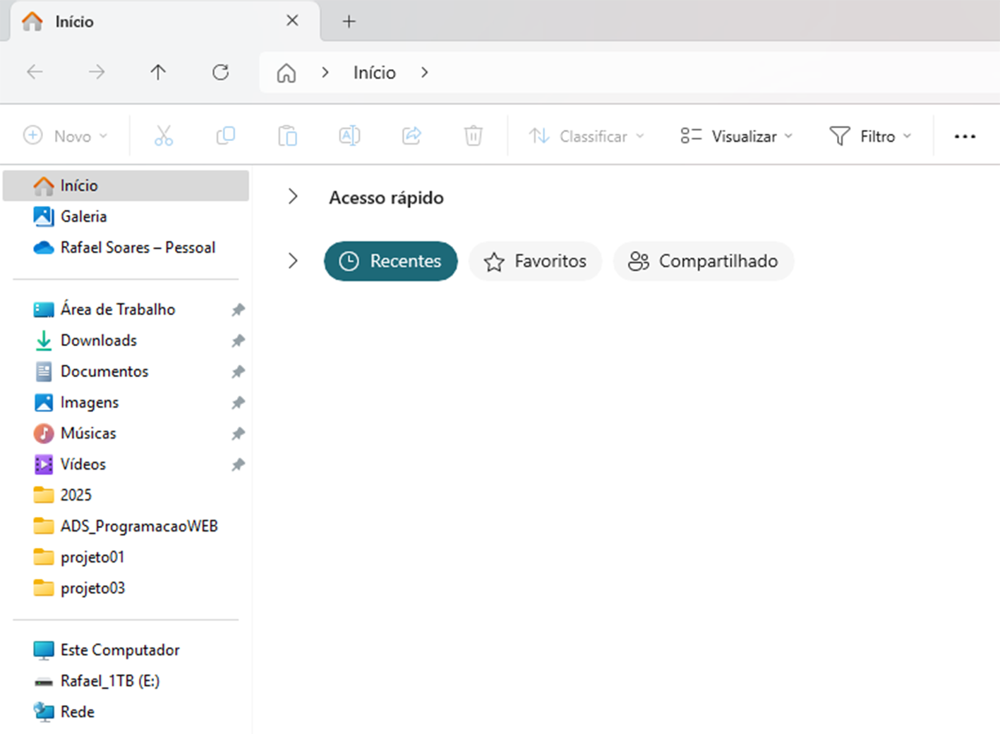 Início
Início
Novo
Classificar
Visualizar
Filtro
Início
Galeria
Rafael Soares – Pessoal
Área de Trabalho
Downloads
Documentos
Imagens
Músicas
Vídeos
2025
ADS_ProgramacaoWEB
projeto01
projeto03
Este Computador
Rafael_1TB (E:)
Rede
Acesso rápido
Recentes Favoritos Compartilhado